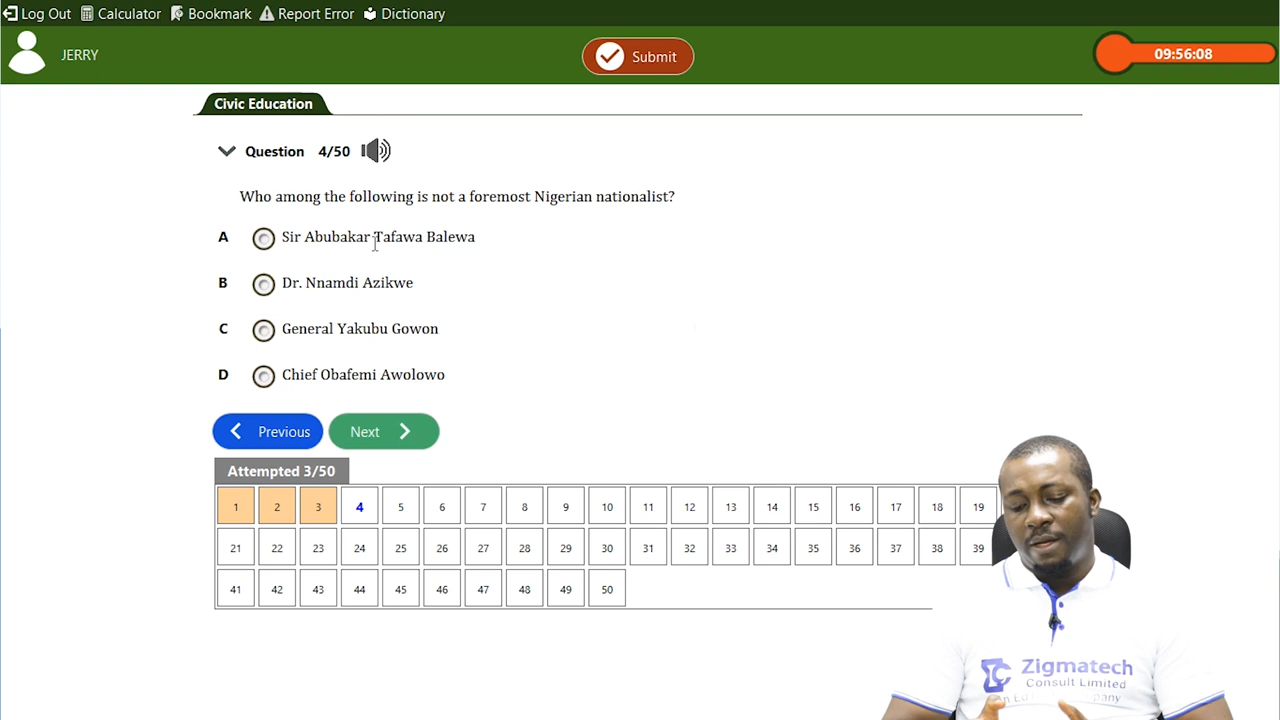 Log Out Calculator Bookmark Report Error Dictionary
JERRY
Submit
09:56:08
Civic Education
Question 4/50
Who among the following is not a foremost Nigerian nationalist?
A Sir Abubakar Tafawa Balewa
B Dr. Nnamdi Azikwe
C General Yakubu Gowon
D Chief Obafemi Awolowo
Previous Next
Attempted 3/50
1 2 3 4 5 6 7 8 9 10 11 12 13 14 15 16 17 18 19
21 22 23 24 25 26 27 28 29 30 31 32 33 34 35 36 37 38 39
41 42 43 44 45 46 47 48 49 50
Zigmatech
Consult Limited